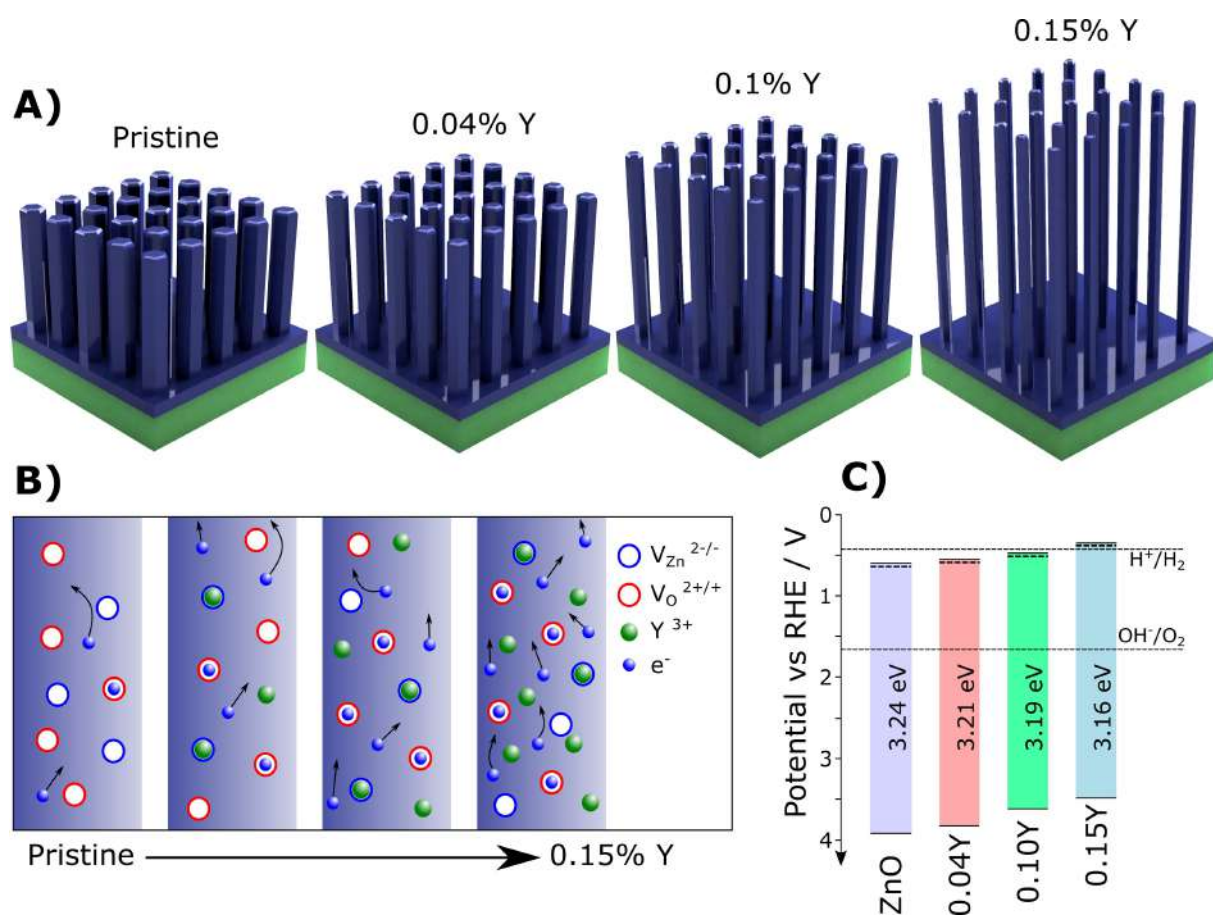 A)
Pristine
0.04% Y
0.1% Y
0.15% Y
B)
V_Zn ^2-/-
V_O ^2+/+
Y ^3+
e^-
Pristine
0.15% Y
C)
Potential vs RHE / V
0
1
2
3
4
H⁺/H₂
OH⁻/O₂
3.24 eV
3.21 eV
3.19 eV
3.16 eV
ZnO
0.04Y
0.10Y
0.15Y